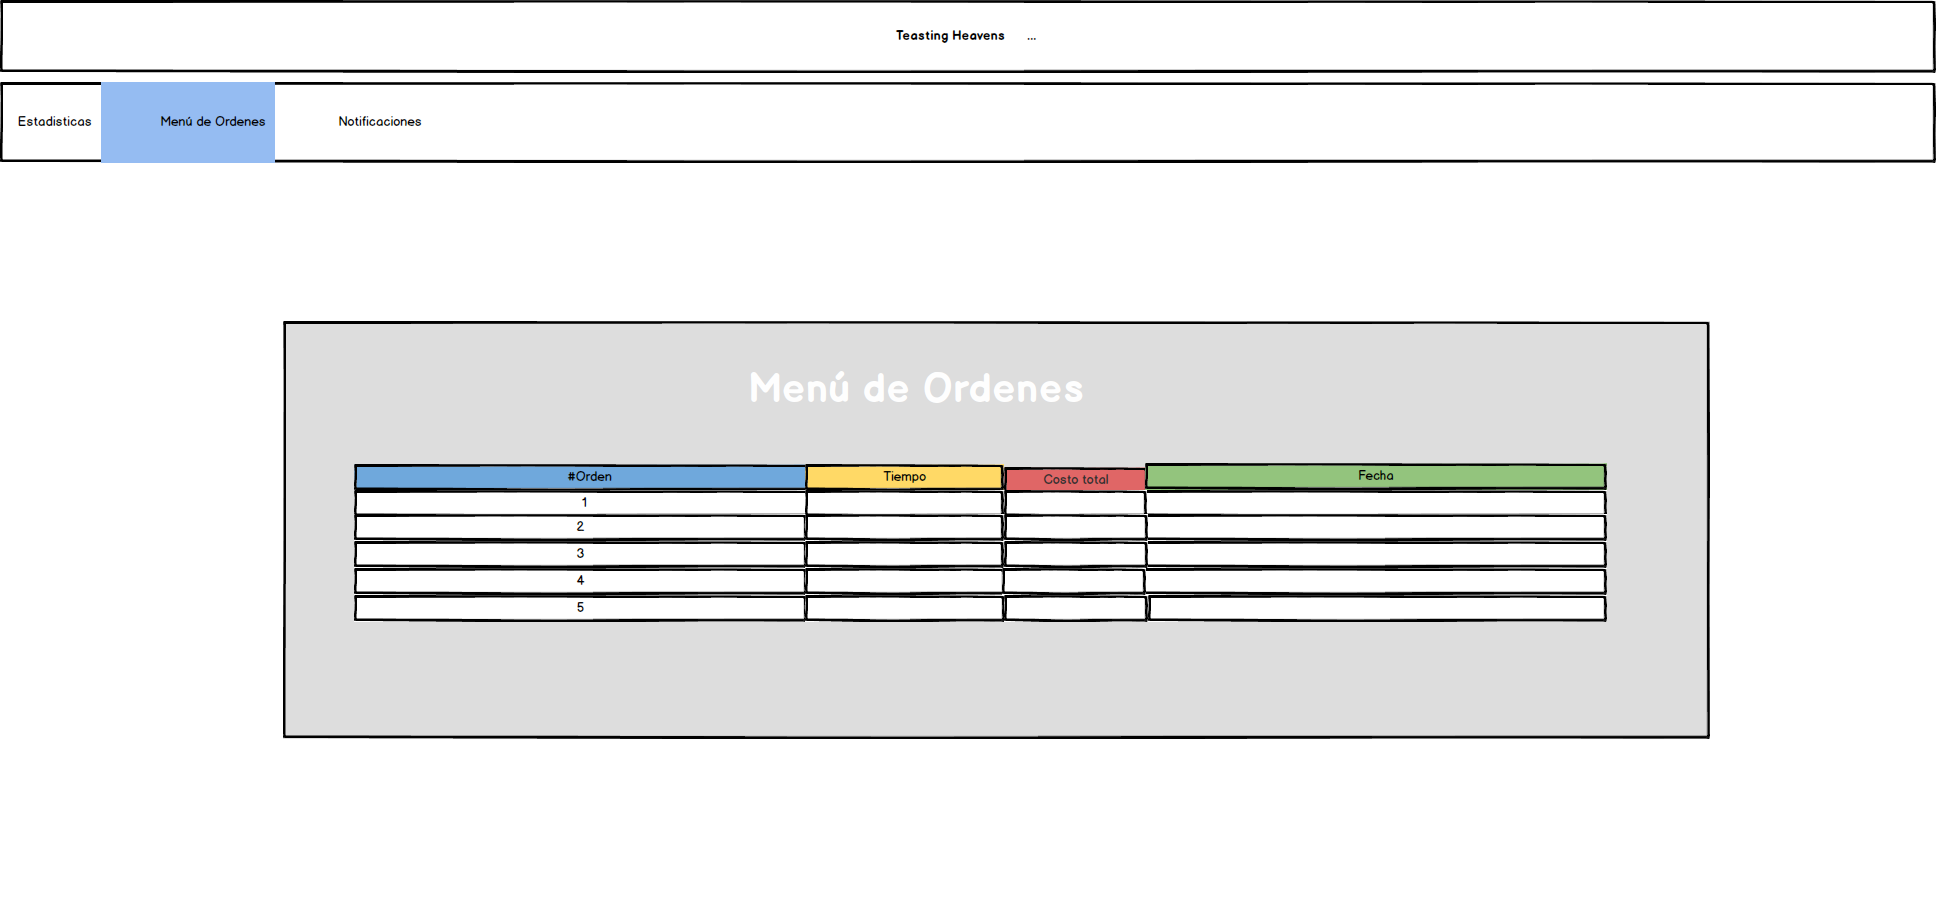 Teasting Heavens ...
Estadisticas Menú de Ordenes Notificaciones
Menú de Ordenes
#Orden Tiempo Costo total Fecha
1
2
3
4
5